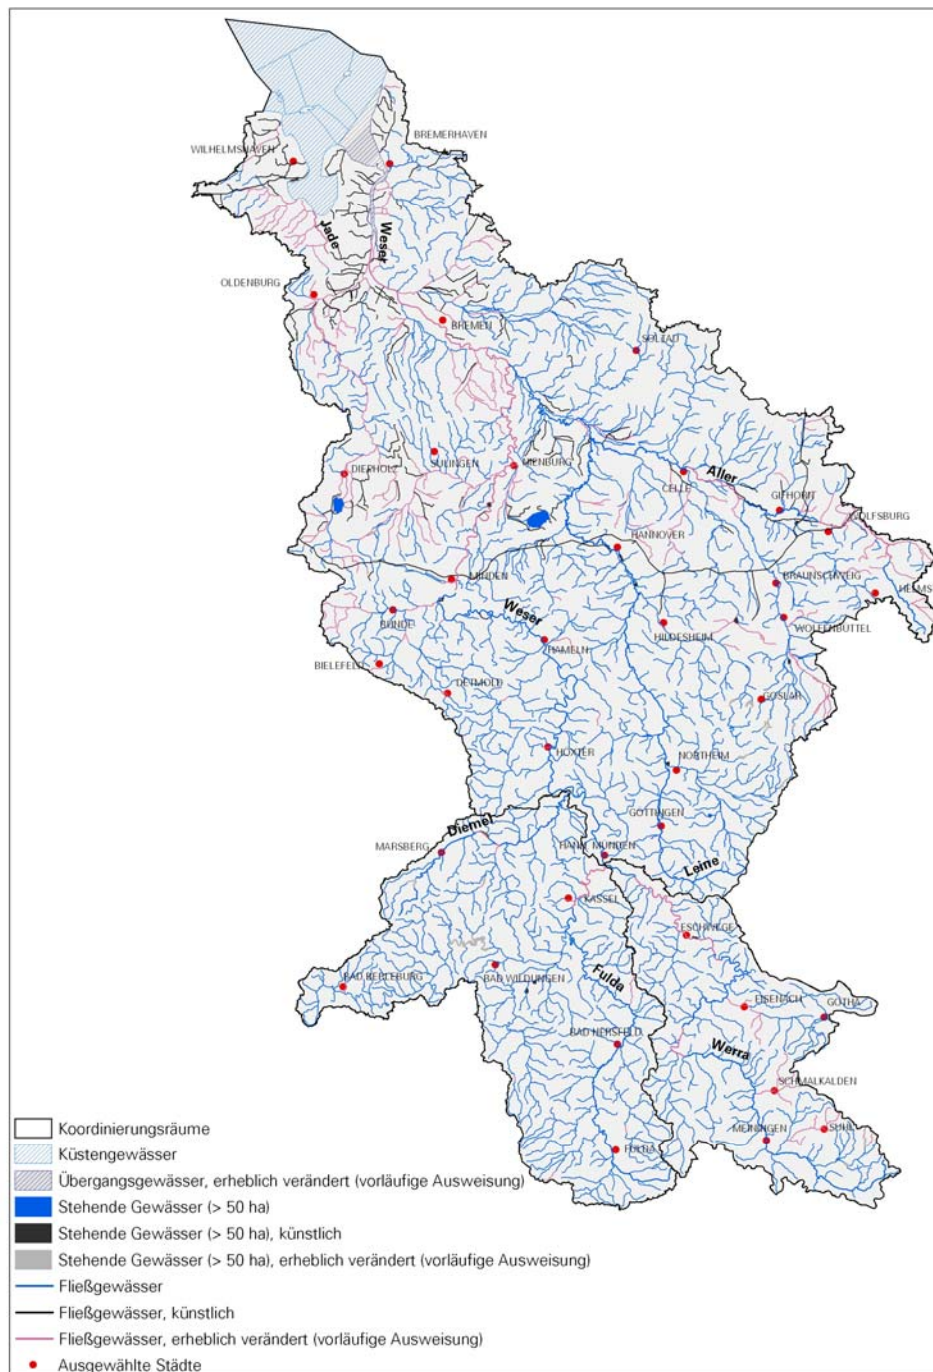 BREMERHAVEN
WILHELMSHAVEN
Jade
Weser
OLDENBURG
BREMEN
SOLTAU
SULINGEN
NIENBURG
DIEPHOLZ
Aller
CELLE
GIFHORN
WOLFSBURG
HANNOVER
MINDEN
BRAUNSCHWEIG
HELMS
Weser
BÜNDE
HILDESHEIM
WOLFENBÜTTEL
HAMELN
BIELEFELD
DETMOLD
GOSLAR
HÖXTER
NORTHEIM
GÖTTINGEN
Diemel
MARSBERG
HANN. MÜNDEN
Leine
KASSEL
ESCHWEGE
BAD BERLEBURG
BAD WILDUNGEN
Fulda
EISENACH
GOTHA
BAD HERSFELD
Werra
SCHMALKALDEN
MEININGEN
SUHL
FULDA
Koordinierungsräume
Küstengewässer
Übergangsgewässer, erheblich verändert (vorläufige Ausweisung)
Stehende Gewässer (> 50 ha)
Stehende Gewässer (> 50 ha), künstlich
Stehende Gewässer (> 50 ha), erheblich verändert (vorläufige Ausweisung)
Fließgewässer
Fließgewässer, künstlich
Fließgewässer, erheblich verändert (vorläufige Ausweisung)
Ausgewählte Städte